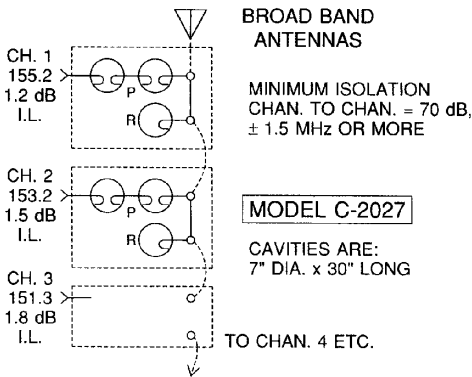 BROAD BAND
ANTENNAS
CH. 1
155.2
1.2 dB
I.L.
P
R
MINIMUM ISOLATION
CHAN. TO CHAN. = 70 dB,
± 1.5 MHz OR MORE
CH. 2
153.2
1.5 dB
I.L.
P
R
MODEL C-2027
CAVITIES ARE:
7" DIA. x 30" LONG
CH. 3
151.3
1.8 dB
I.L.
TO CHAN. 4 ETC.